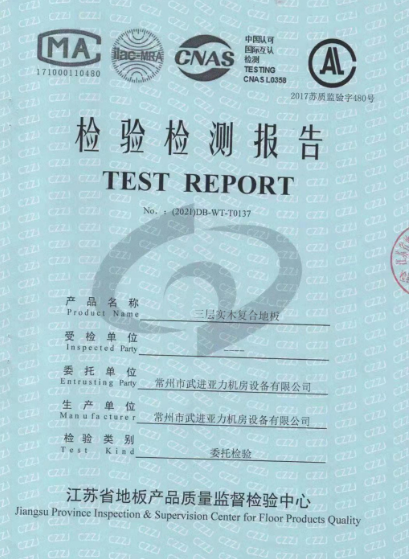 MA
171000110480
ilac-MRA
CNAS
中国认可
国际互认
检测
TESTING
CNAS L0358
CAL
2017苏质监验字480号
检验检测报告
TEST REPORT
No.：(2021)DB-WT-T0137
产品名称
Product Name
三层实木复合地板
受检单位
Inspected Party
——
委托单位
Entrusting Party
常州市武进亚力机房设备有限公司
生产单位
Manufacturer
常州市武进亚力机房设备有限公司
检验类别
Test Kind
委托检验
江苏省地板产品质量监督检验中心
Jiangsu Province Inspection & Supervision Center for Floor Products Quality